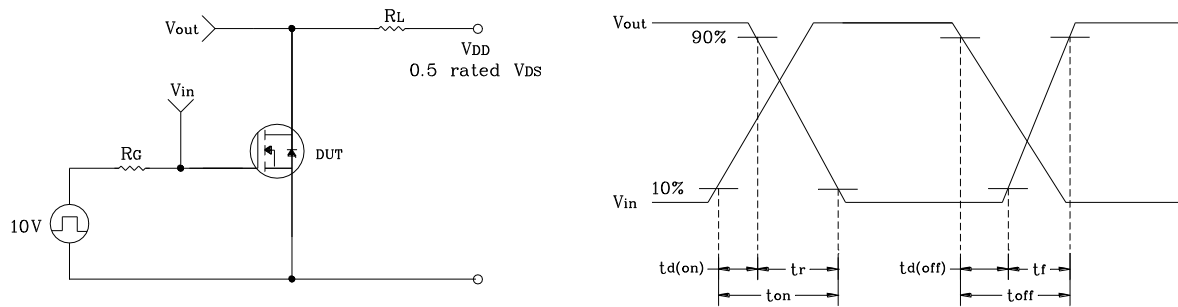 Vout
RL
VDD
0.5 rated VDS
Vin
RG
DUT
10V
Vout
90%
10%
Vin
td(on)
tr
td(off)
tf
ton
toff